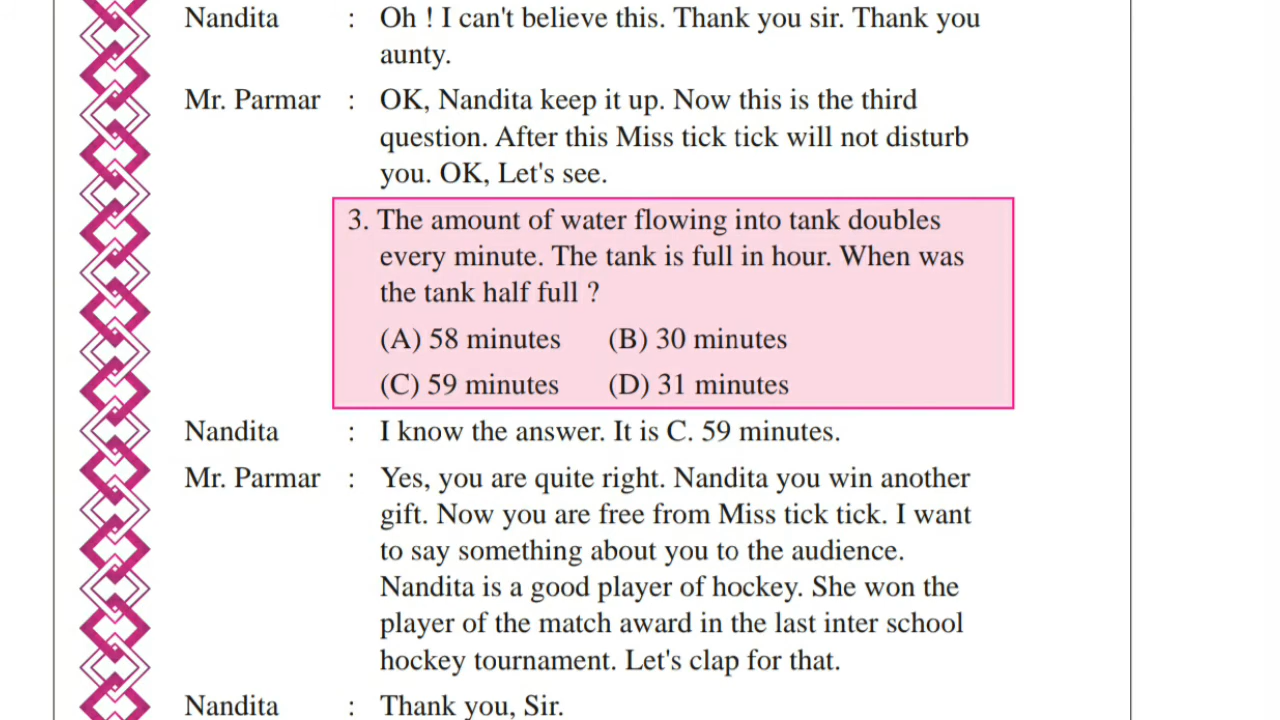 Nandita : Oh ! I can't believe this. Thank you sir. Thank you
aunty.
Mr. Parmar : OK, Nandita keep it up. Now this is the third
question. After this Miss tick tick will not disturb
you. OK, Let's see.
3. The amount of water flowing into tank doubles
every minute. The tank is full in hour. When was
the tank half full ?
(A) 58 minutes (B) 30 minutes
(C) 59 minutes (D) 31 minutes
Nandita : I know the answer. It is C. 59 minutes.
Mr. Parmar : Yes, you are quite right. Nandita you win another
gift. Now you are free from Miss tick tick. I want
to say something about you to the audience.
Nandita is a good player of hockey. She won the
player of the match award in the last inter school
hockey tournament. Let's clap for that.
Nandita : Thank you, Sir.